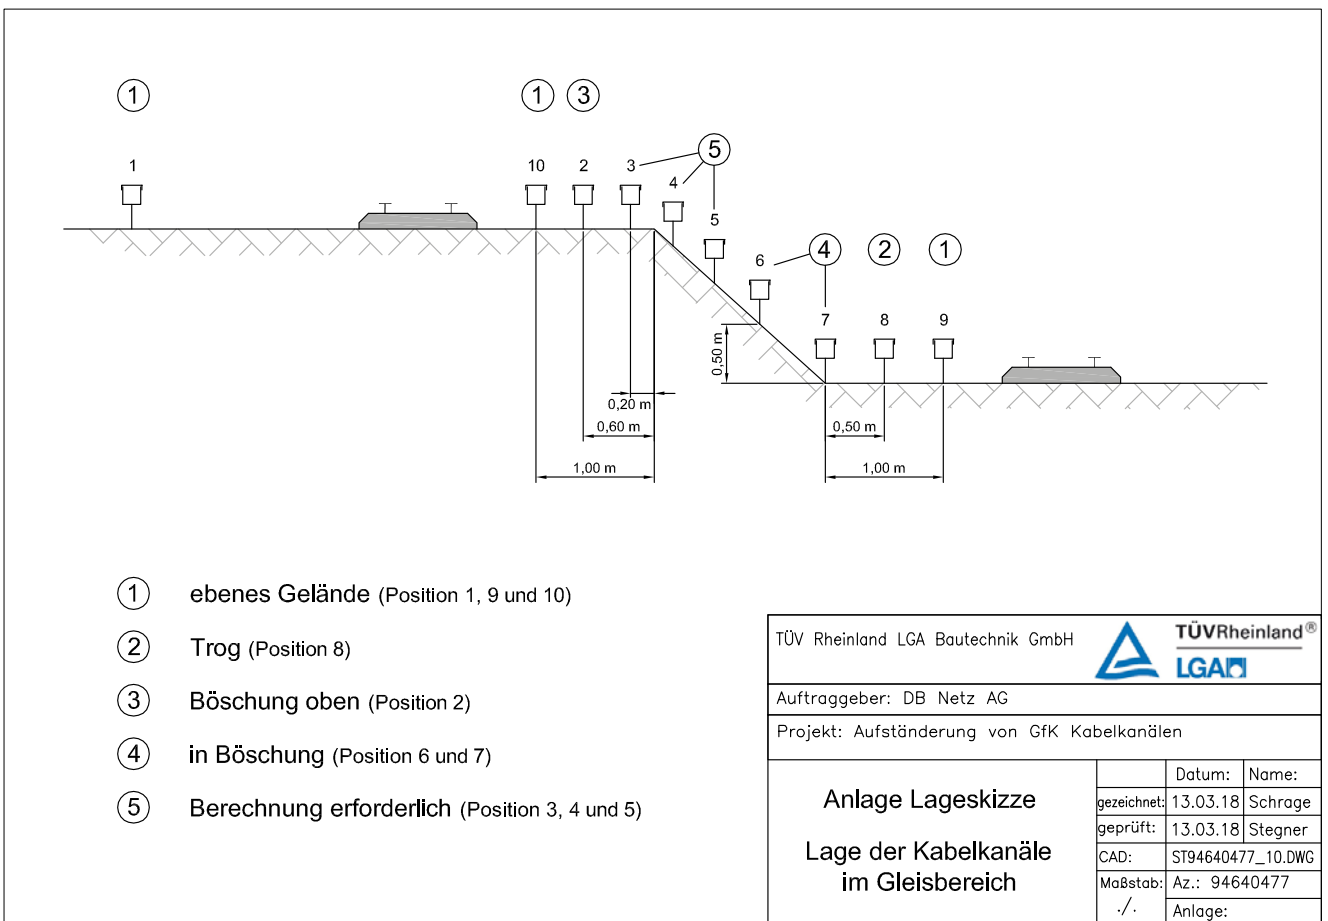 ① ① ③
1 10 2 3 ⑤
4
5
6 ④ ② ①
7 8 9
0,50 m
0,20 m
0,60 m
0,50 m
1,00 m
1,00 m
① ebenes Gelände (Position 1, 9 und 10)
② Trog (Position 8)
③ Böschung oben (Position 2)
④ in Böschung (Position 6 und 7)
⑤ Berechnung erforderlich (Position 3, 4 und 5)
TÜV Rheinland LGA Bautechnik GmbH
TÜVRheinland®
LGA
Auftraggeber: DB Netz AG
Projekt: Aufständerung von GfK Kabelkanälen
Anlage Lageskizze
Lage der Kabelkanäle
im Gleisbereich
Datum: Name:
gezeichnet: 13.03.18 Schrage
geprüft: 13.03.18 Stegner
CAD: ST94640477_10.DWG
Maßstab: Az.: 94640477
./. Anlage: